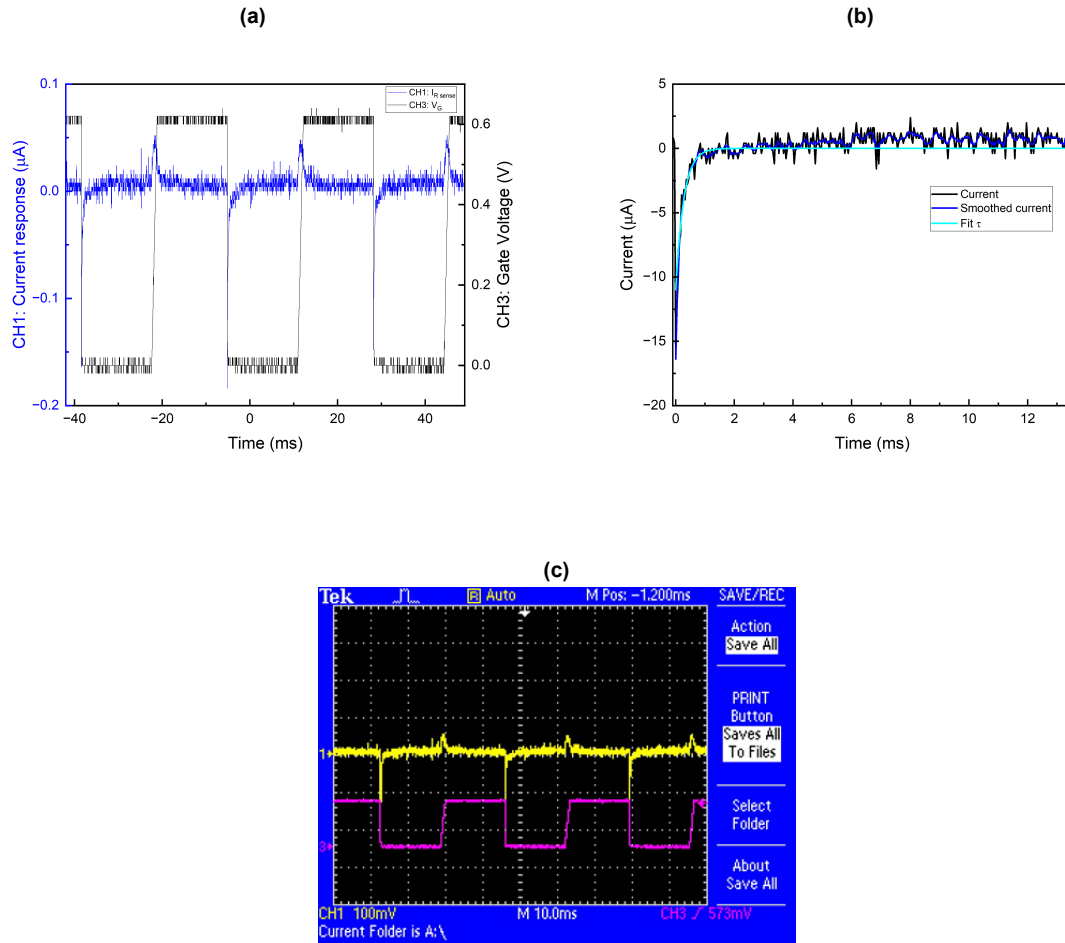 (a)
(b)
0.1
0.0
−0.1
−0.2
CH1: Current response (μA)
CH1: I_R sense
CH3: V_G
0.6
0.4
0.2
0.0
CH3: Gate Voltage (V)
−40 −20 0 20 40
Time (ms)
5
0
−5
−10
−15
−20
Current (μA)
Current
Smoothed current
Fit τ
0 2 4 6 8 10 12
Time (ms)
(c)
Tek R Auto M Pos: −1.200ms SAVE/REC
Action
Save All
PRINT
Button
Saves All
To Files
Select
Folder
About
Save All
1
3
CH1 100mV M 10.0ms CH3 573mV
Current Folder is A:\